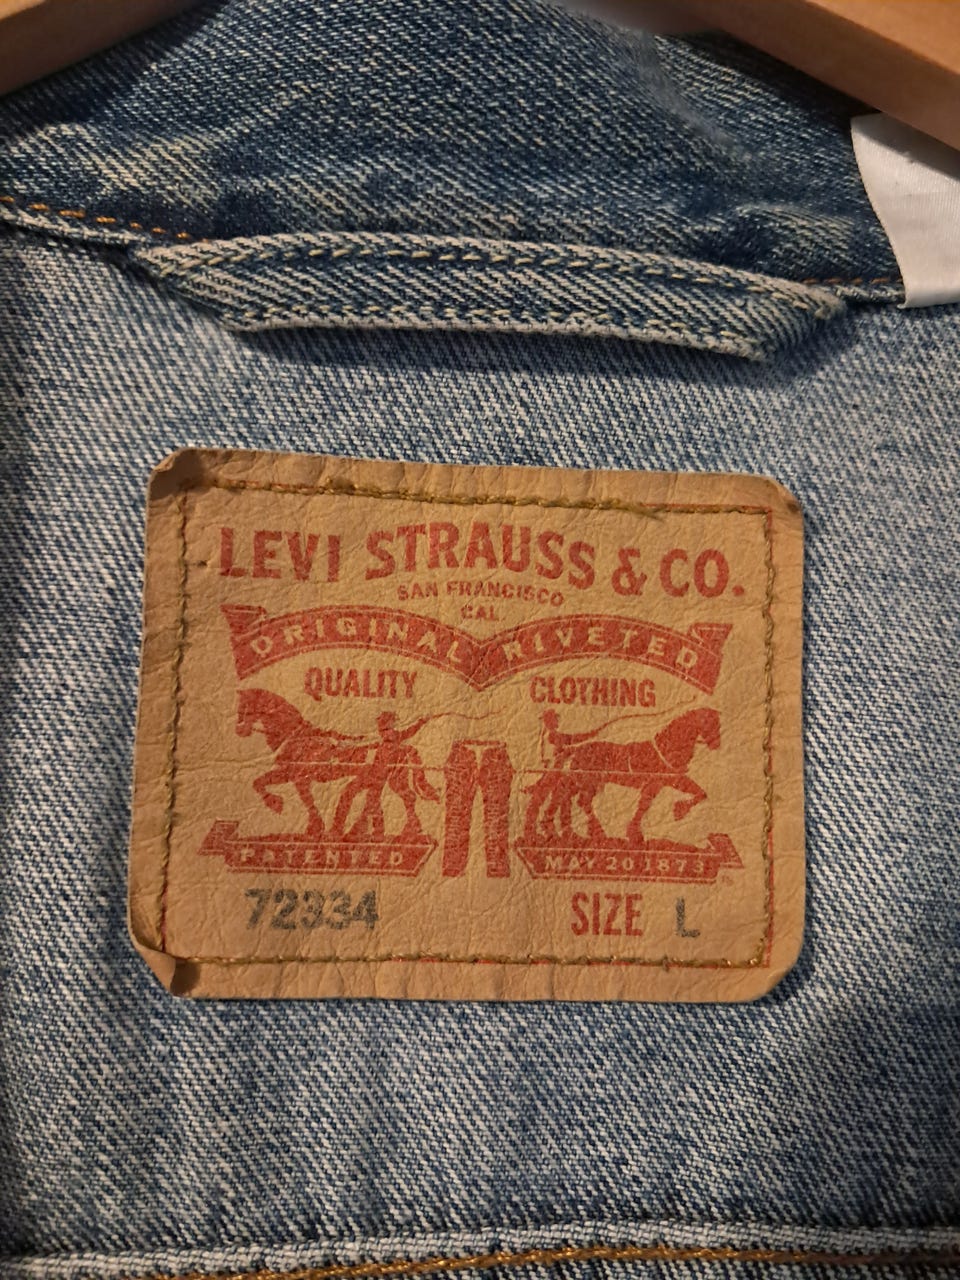 LEVI STRAUSS & CO.
SAN FRANCISCO
CAL
ORIGINAL RIVETED
QUALITY CLOTHING
PATENTED MAY 20 1873
72334 SIZE L